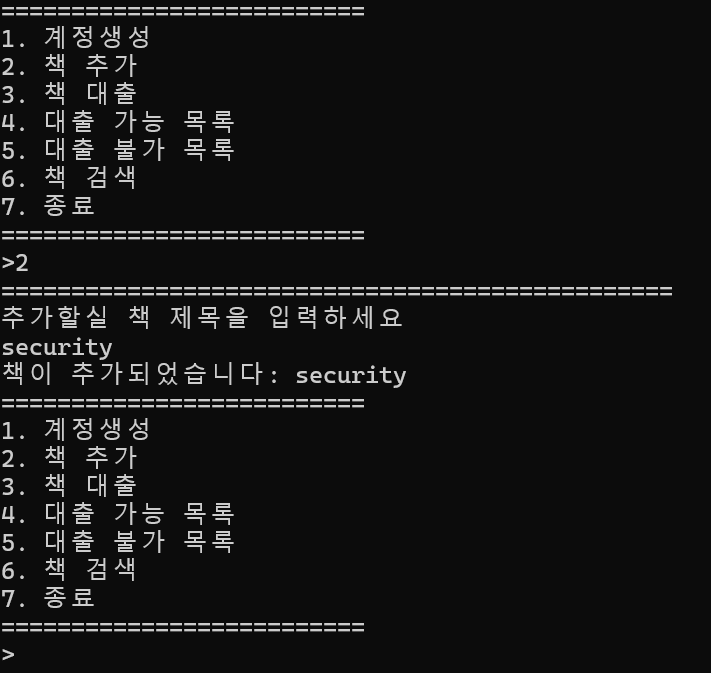 ==========================
1. 계정생성
2. 책 추가
3. 책 대출
4. 대출 가능 목록
5. 대출 불가 목록
6. 책 검색
7. 종료
==========================
>2
================================================
추가할실 책 제목을 입력하세요
security
책이 추가되었습니다: security
==========================
1. 계정생성
2. 책 추가
3. 책 대출
4. 대출 가능 목록
5. 대출 불가 목록
6. 책 검색
7. 종료
==========================
>